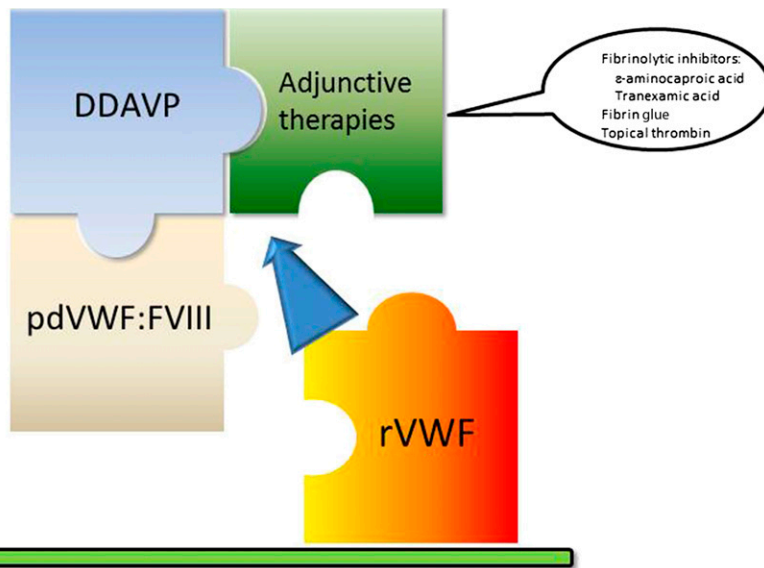 DDAVP
Adjunctive
therapies
Fibrinolytic inhibitors:
ε-aminocaproic acid
Tranexamic acid
Fibrin glue
Topical thrombin
pdVWF:FVIII
rVWF